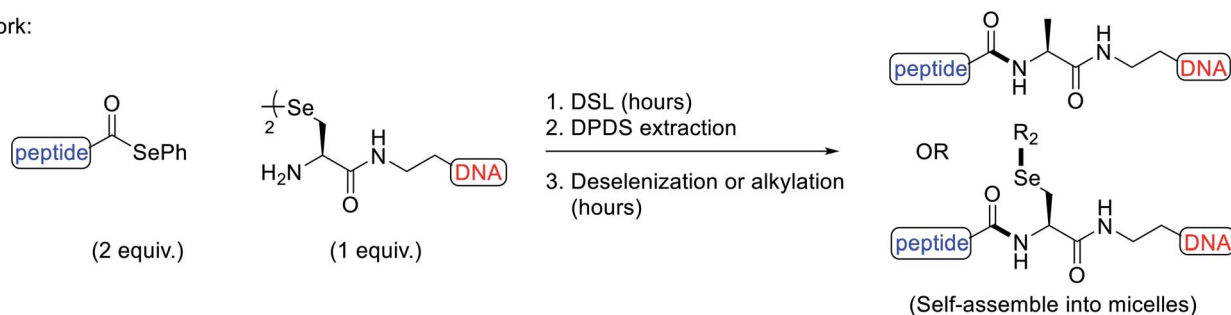 ork:
peptide
O
SePh
(2 equiv.)
2
Se
H2N
O
H
N
DNA
(1 equiv.)
1. DSL (hours)
2. DPDS extraction
3. Deselenization or alkylation
(hours)
peptide
O
N
H
O
H
N
DNA
OR
R2
Se
peptide
O
N
H
O
H
N
DNA
(Self-assemble into micelles)